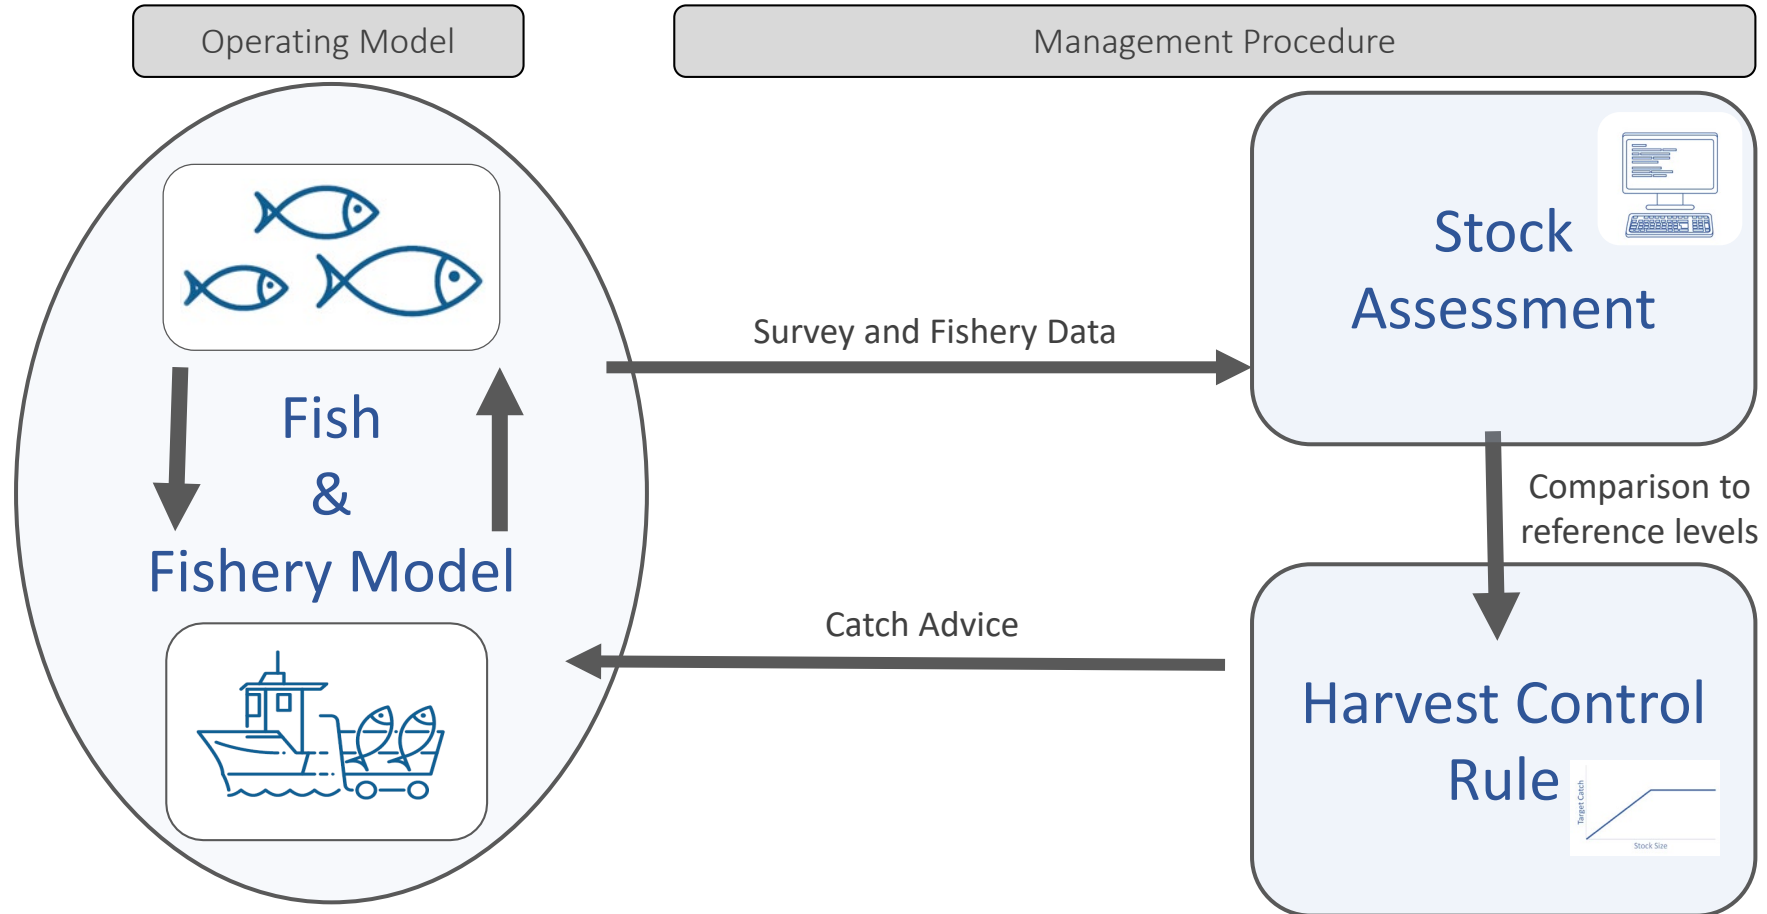 Operating Model
Management Procedure
Stock
Assessment
Survey and Fishery Data
Fish
&
Fishery Model
Comparison to
reference levels
Catch Advice
Harvest Control
Rule
Target Catch
Stock Size